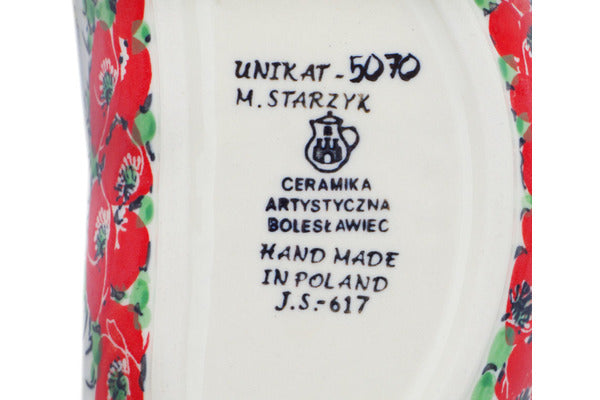 UNIKAT-5070
M. STARZYK
CERAMIKA
ARTYSTYCZNA
BOLESŁAWIEC
HAND MADE
IN POLAND
J.S.-617